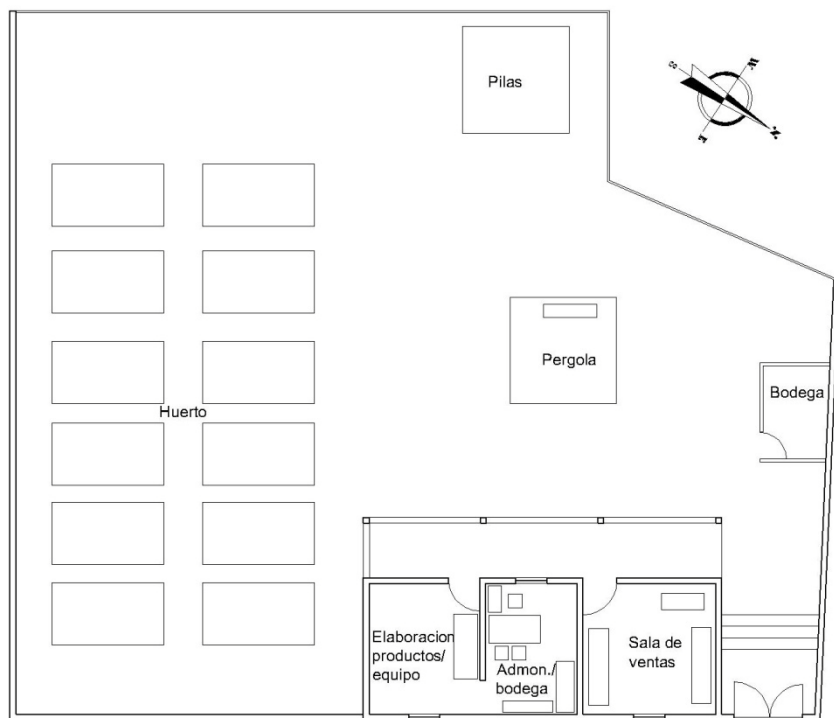 Pilas
S
W
E
N
Pergola
Bodega
Huerto
Elaboracion
productos/
equipo
Admon./
bodega
Sala de
ventas